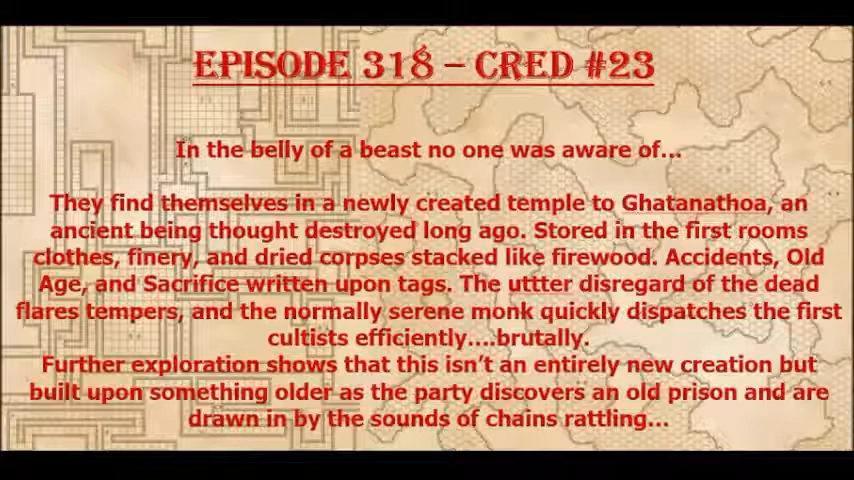 EPISODE 318 – CRED #23
In the belly of a beast no one was aware of...
They find themselves in a newly created temple to Ghatanathoa, an
ancient being thought destroyed long ago. Stored in the first rooms
clothes, finery, and dried corpses stacked like firewood. Accidents, Old
Age, and Sacrifice written upon tags. The uttter disregard of the dead
flares tempers, and the normally serene monk quickly dispatches the first
cultists efficiently....brutally.
Further exploration shows that this isn't an entirely new creation but
built upon something older as the party discovers an old prison and are
drawn in by the sounds of chains rattling...